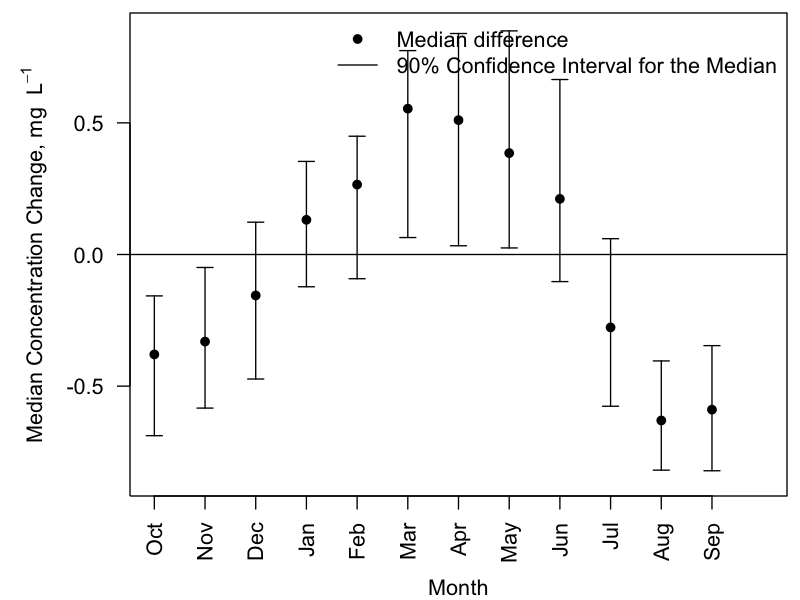 Median difference
90% Confidence Interval for the Median
Median Concentration Change, mg L⁻¹
0.5
0.0
-0.5
Oct
Nov
Dec
Jan
Feb
Mar
Apr
May
Jun
Jul
Aug
Sep
Month